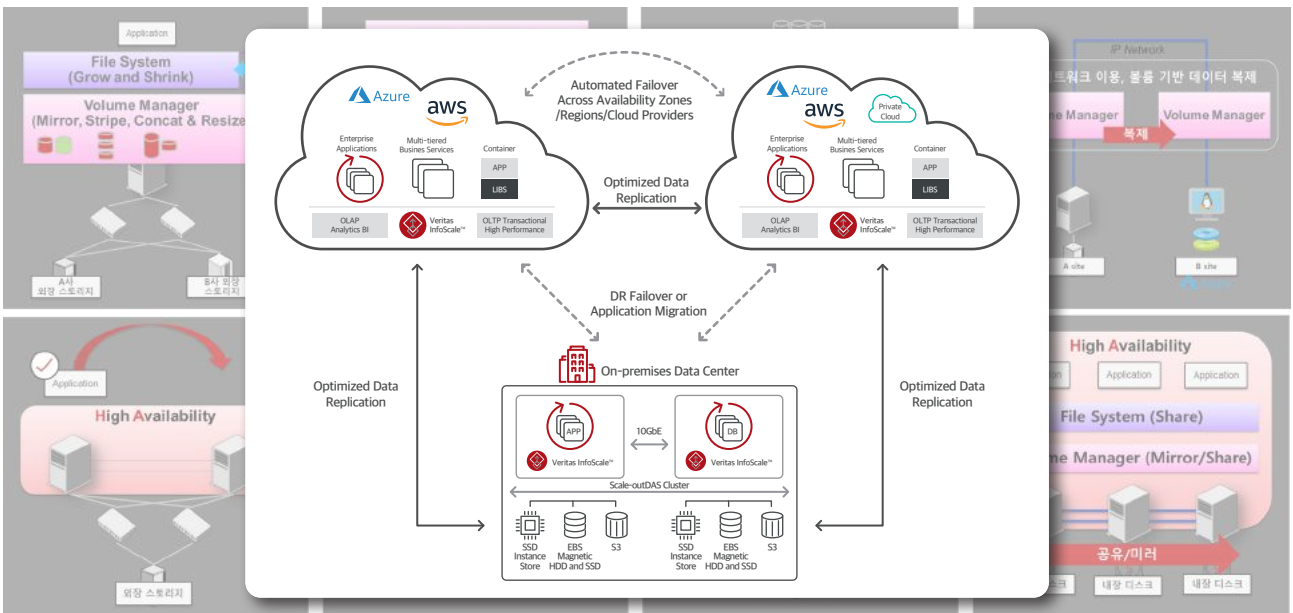 Application
File System
(Grow and Shrink)
Volume Manager
(Mirror, Stripe, Concat & Resize
A사
외장 스토리지
B사 외장
스토리지
Application
High Availability
외장 스토리지
Azure
aws
Enterprise
Applications
Multi-tiered
Busines Services
Container
APP
LIBS
OLAP
Analytics BI
Veritas
InfoScale™
OLTP Transactional
High Performance
Automated Failover
Across Availability Zones
/Regions/Cloud Providers
Optimized Data
Replication
Azure
aws
Private
Cloud
Enterprise
Applications
Multi-tiered
Busines Services
Container
APP
LIBS
OLAP
Analytics BI
Veritas
InfoScale™
OLTP Transactional
High Performance
DR Failover or
Application Migration
On-premises Data Center
Optimized Data
Replication
Optimized Data
Replication
APP
Veritas InfoScale™
10GbE
DB
Veritas InfoScale™
Scale-outDAS Cluster
SSD
Instance
Store
EBS
Magnetic
HDD and SSD
S3
SSD
Instance
Store
EBS
Magnetic
HDD and SSD
S3
IP Network
이용, 볼륨 기반 데이터 복제
Manager
Volume Manager
복제
A site
B site
Azure
High Availability
Application
Application
File System (Share)
Manager (Mirror/Share)
공유/미러
내장 디스크
내장 디스크